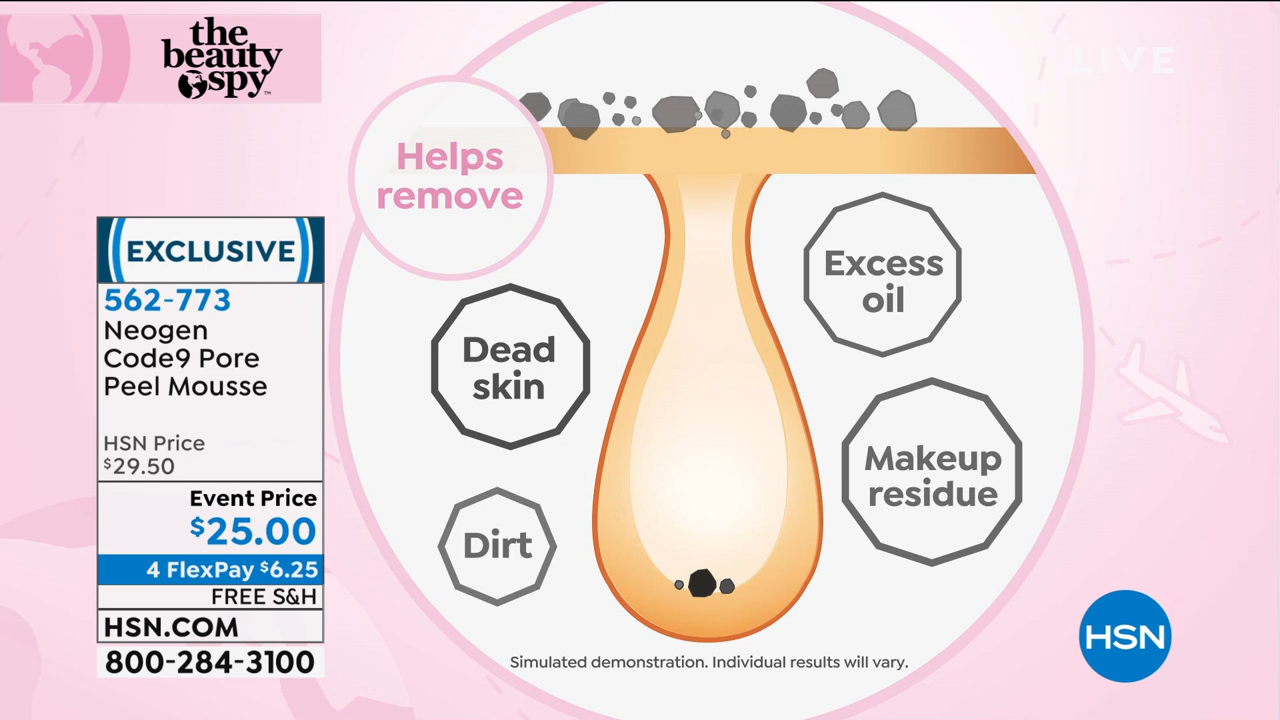 the
beauty
spy™
LIVE
Helps
remove
Excess
oil
Dead
skin
Makeup
residue
Dirt
(EXCLUSIVE)
562-773
Neogen
Code9 Pore
Peel Mousse
HSN Price
$29.50
Event Price
$25.00
4 FlexPay $6.25
FREE S&H
HSN.COM
800-284-3100
HSN
Simulated demonstration. Individual results will vary.